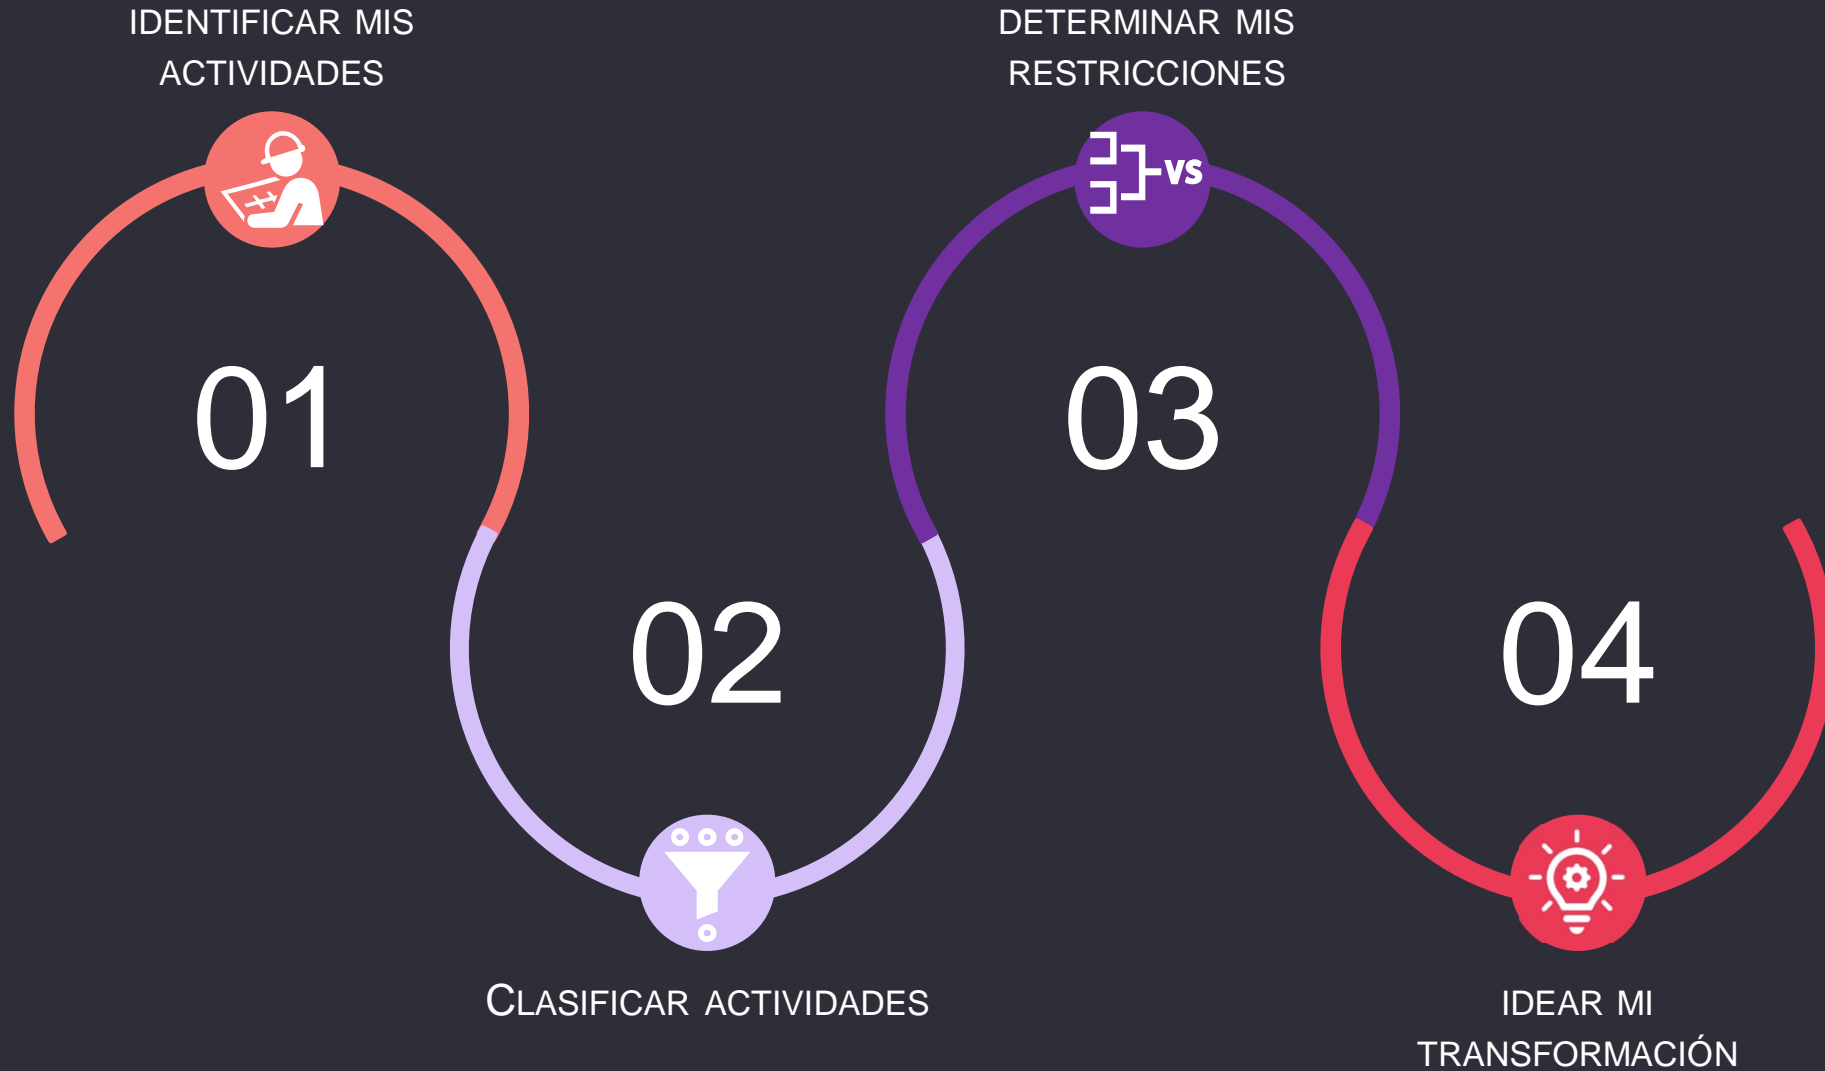 IDENTIFICAR MIS
ACTIVIDADES
01
02
CLASIFICAR ACTIVIDADES
DETERMINAR MIS
RESTRICCIONES
VS
03
04
IDEAR MI
TRANSFORMACIÓN